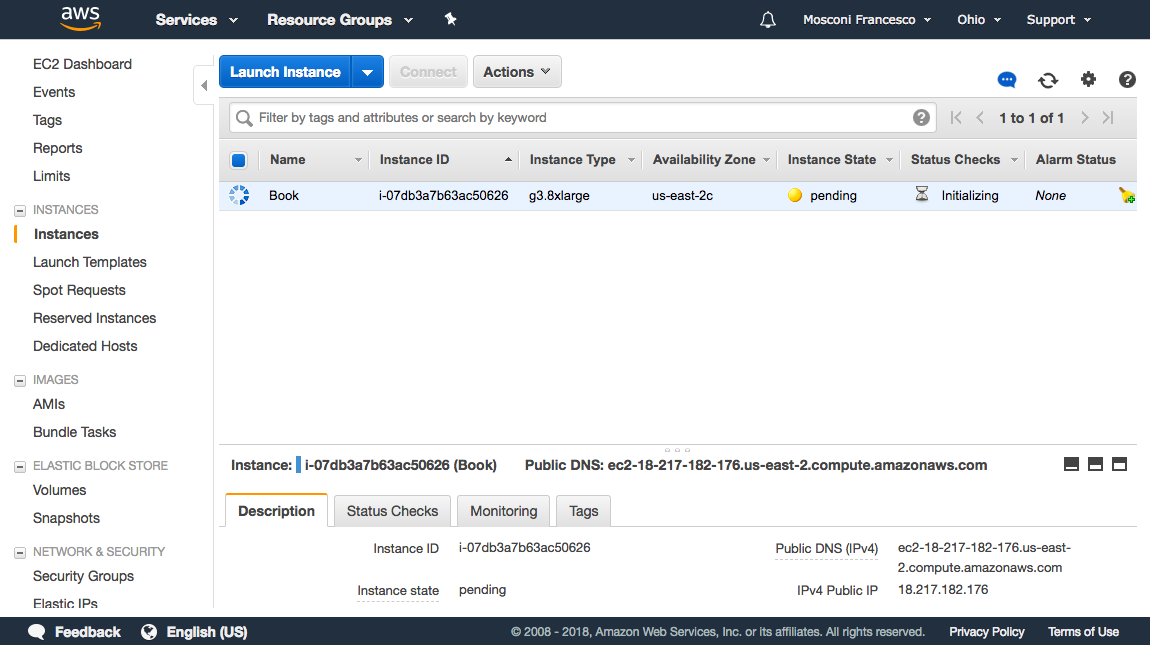 aws Services Resource Groups Mosconi Francesco Ohio Support
EC2 Dashboard
Events
Tags
Reports
Limits
INSTANCES
Instances
Launch Templates
Spot Requests
Reserved Instances
Dedicated Hosts
IMAGES
AMIs
Bundle Tasks
ELASTIC BLOCK STORE
Volumes
Snapshots
NETWORK & SECURITY
Security Groups
Elastic IPs
Launch Instance Connect Actions
Filter by tags and attributes or search by keyword 1 to 1 of 1
Name Instance ID Instance Type Availability Zone Instance State Status Checks Alarm Status
Book i-07db3a7b63ac50626 g3.8xlarge us-east-2c pending Initializing None
Instance: i-07db3a7b63ac50626 (Book) Public DNS: ec2-18-217-182-176.us-east-2.compute.amazonaws.com
Description Status Checks Monitoring Tags
Instance ID i-07db3a7b63ac50626
Instance state pending
Public DNS (IPv4) ec2-18-217-182-176.us-east-
2.compute.amazonaws.com
IPv4 Public IP 18.217.182.176
Feedback English (US) © 2008 - 2018, Amazon Web Services, Inc. or its affiliates. All rights reserved. Privacy Policy Terms of Use